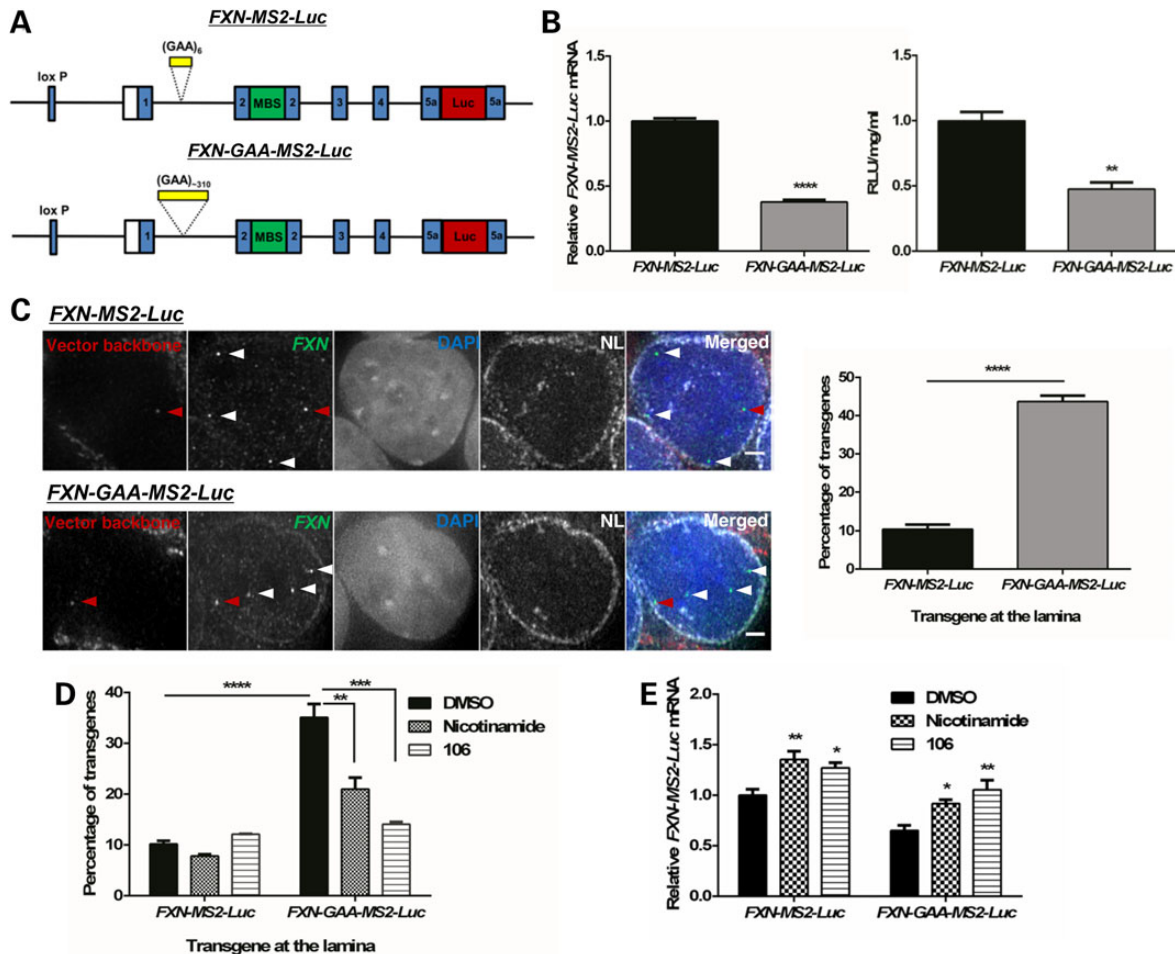 A
FXN-MS2-Luc
(GAA)6
lox P
1
2
MBS
2
3
4
5a
Luc
5a
FXN-GAA-MS2-Luc
(GAA)~310
lox P
1
2
MBS
2
3
4
5a
Luc
5a
B
Relative FXN-MS2-Luc mRNA
1.5
1.0
0.5
0.0
****
FXN-MS2-Luc
FXN-GAA-MS2-Luc
RLU/mg/ml
1.5
1.0
0.5
0.0
**
FXN-MS2-Luc
FXN-GAA-MS2-Luc
C
FXN-MS2-Luc
Vector backbone
FXN
DAPI
NL
Merged
FXN-GAA-MS2-Luc
Vector backbone
FXN
DAPI
NL
Merged
Percentage of transgenes
50
40
30
20
10
0
****
FXN-MS2-Luc
FXN-GAA-MS2-Luc
Transgene at the lamina
D
Percentage of transgenes
40
30
20
10
0
****
**
***
DMSO
Nicotinamide
106
FXN-MS2-Luc
FXN-GAA-MS2-Luc
Transgene at the lamina
E
Relative FXN-MS2-Luc mRNA
2.0
1.5
1.0
0.5
0.0
**
*
*
**
DMSO
Nicotinamide
106
FXN-MS2-Luc
FXN-GAA-MS2-Luc